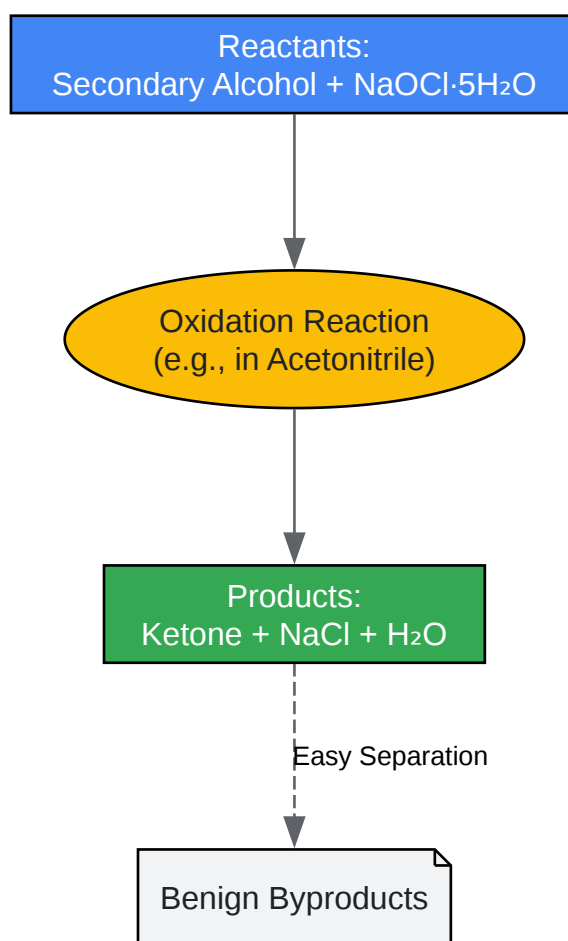 Reactants:
Secondary Alcohol + NaOCl·5H₂O
Oxidation Reaction
(e.g., in Acetonitrile)
Products:
Ketone + NaCl + H₂O
Easy Separation
Benign Byproducts